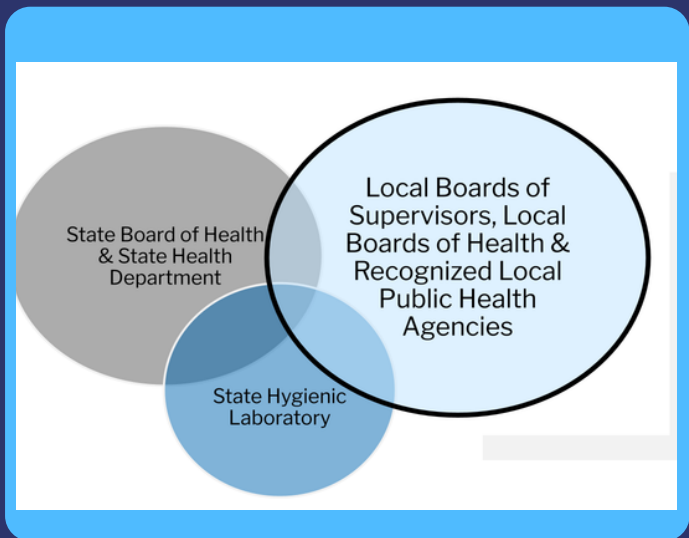 State Board of Health
& State Health
Department
Local Boards of
Supervisors, Local
Boards of Health &
Recognized Local
Public Health
Agencies
State Hygienic
Laboratory